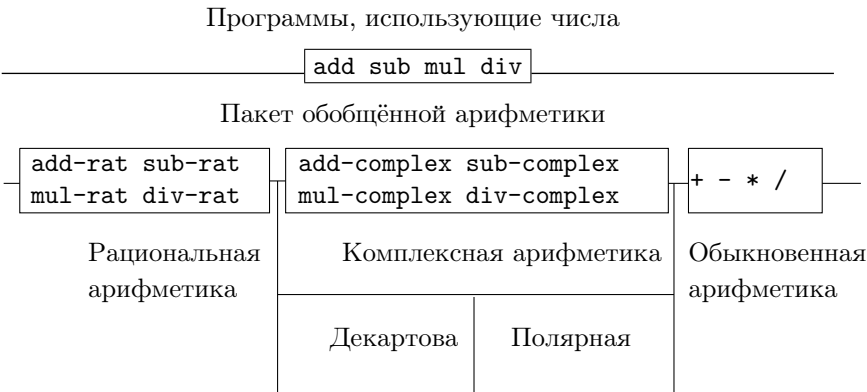 Программы, использующие числа
add sub mul div
Пакет обобщённой арифметики
add-rat sub-rat
mul-rat div-rat
add-complex sub-complex
mul-complex div-complex
+ - * /
Рациональная
арифметика
Комплексная арифметика
Обыкновенная
арифметика
Декартова
Полярная